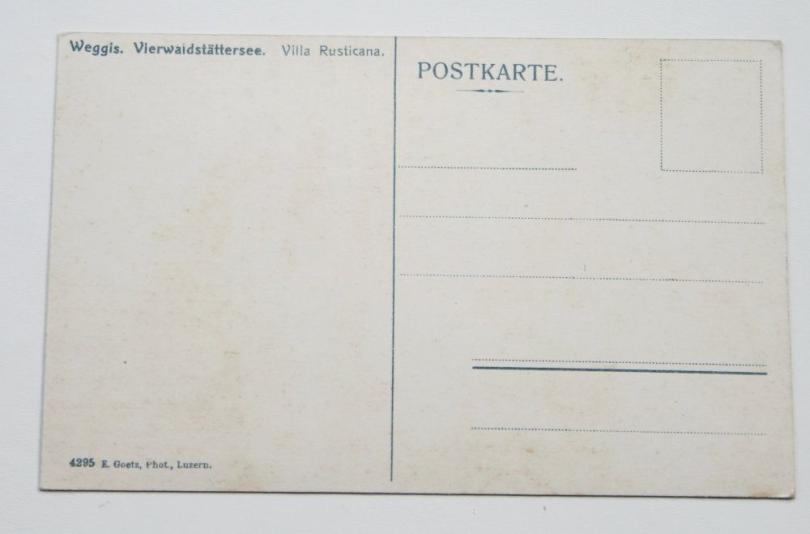 Weggis. Vierwaldstättersee. Villa Rusticana.
POSTKARTE.
4295 E. Goetz, Phot., Luzern.